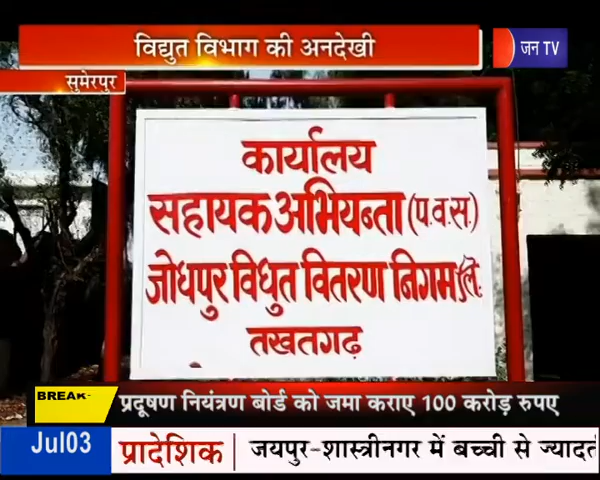 विद्युत विभाग की अनदेखी
जन TV
सुमेरपुर
कार्यालय
सहायक अभियन्ता (प.व.स.)
जोधपुर विधुत वितरण निगम लि.
तखतगढ़
BREAK-
प्रदूषण नियंत्रण बोर्ड को जमा कराए 100 करोड़ रुपए
Jul03
प्रादेशिक
जयपुर-शास्त्रीनगर में बच्ची से